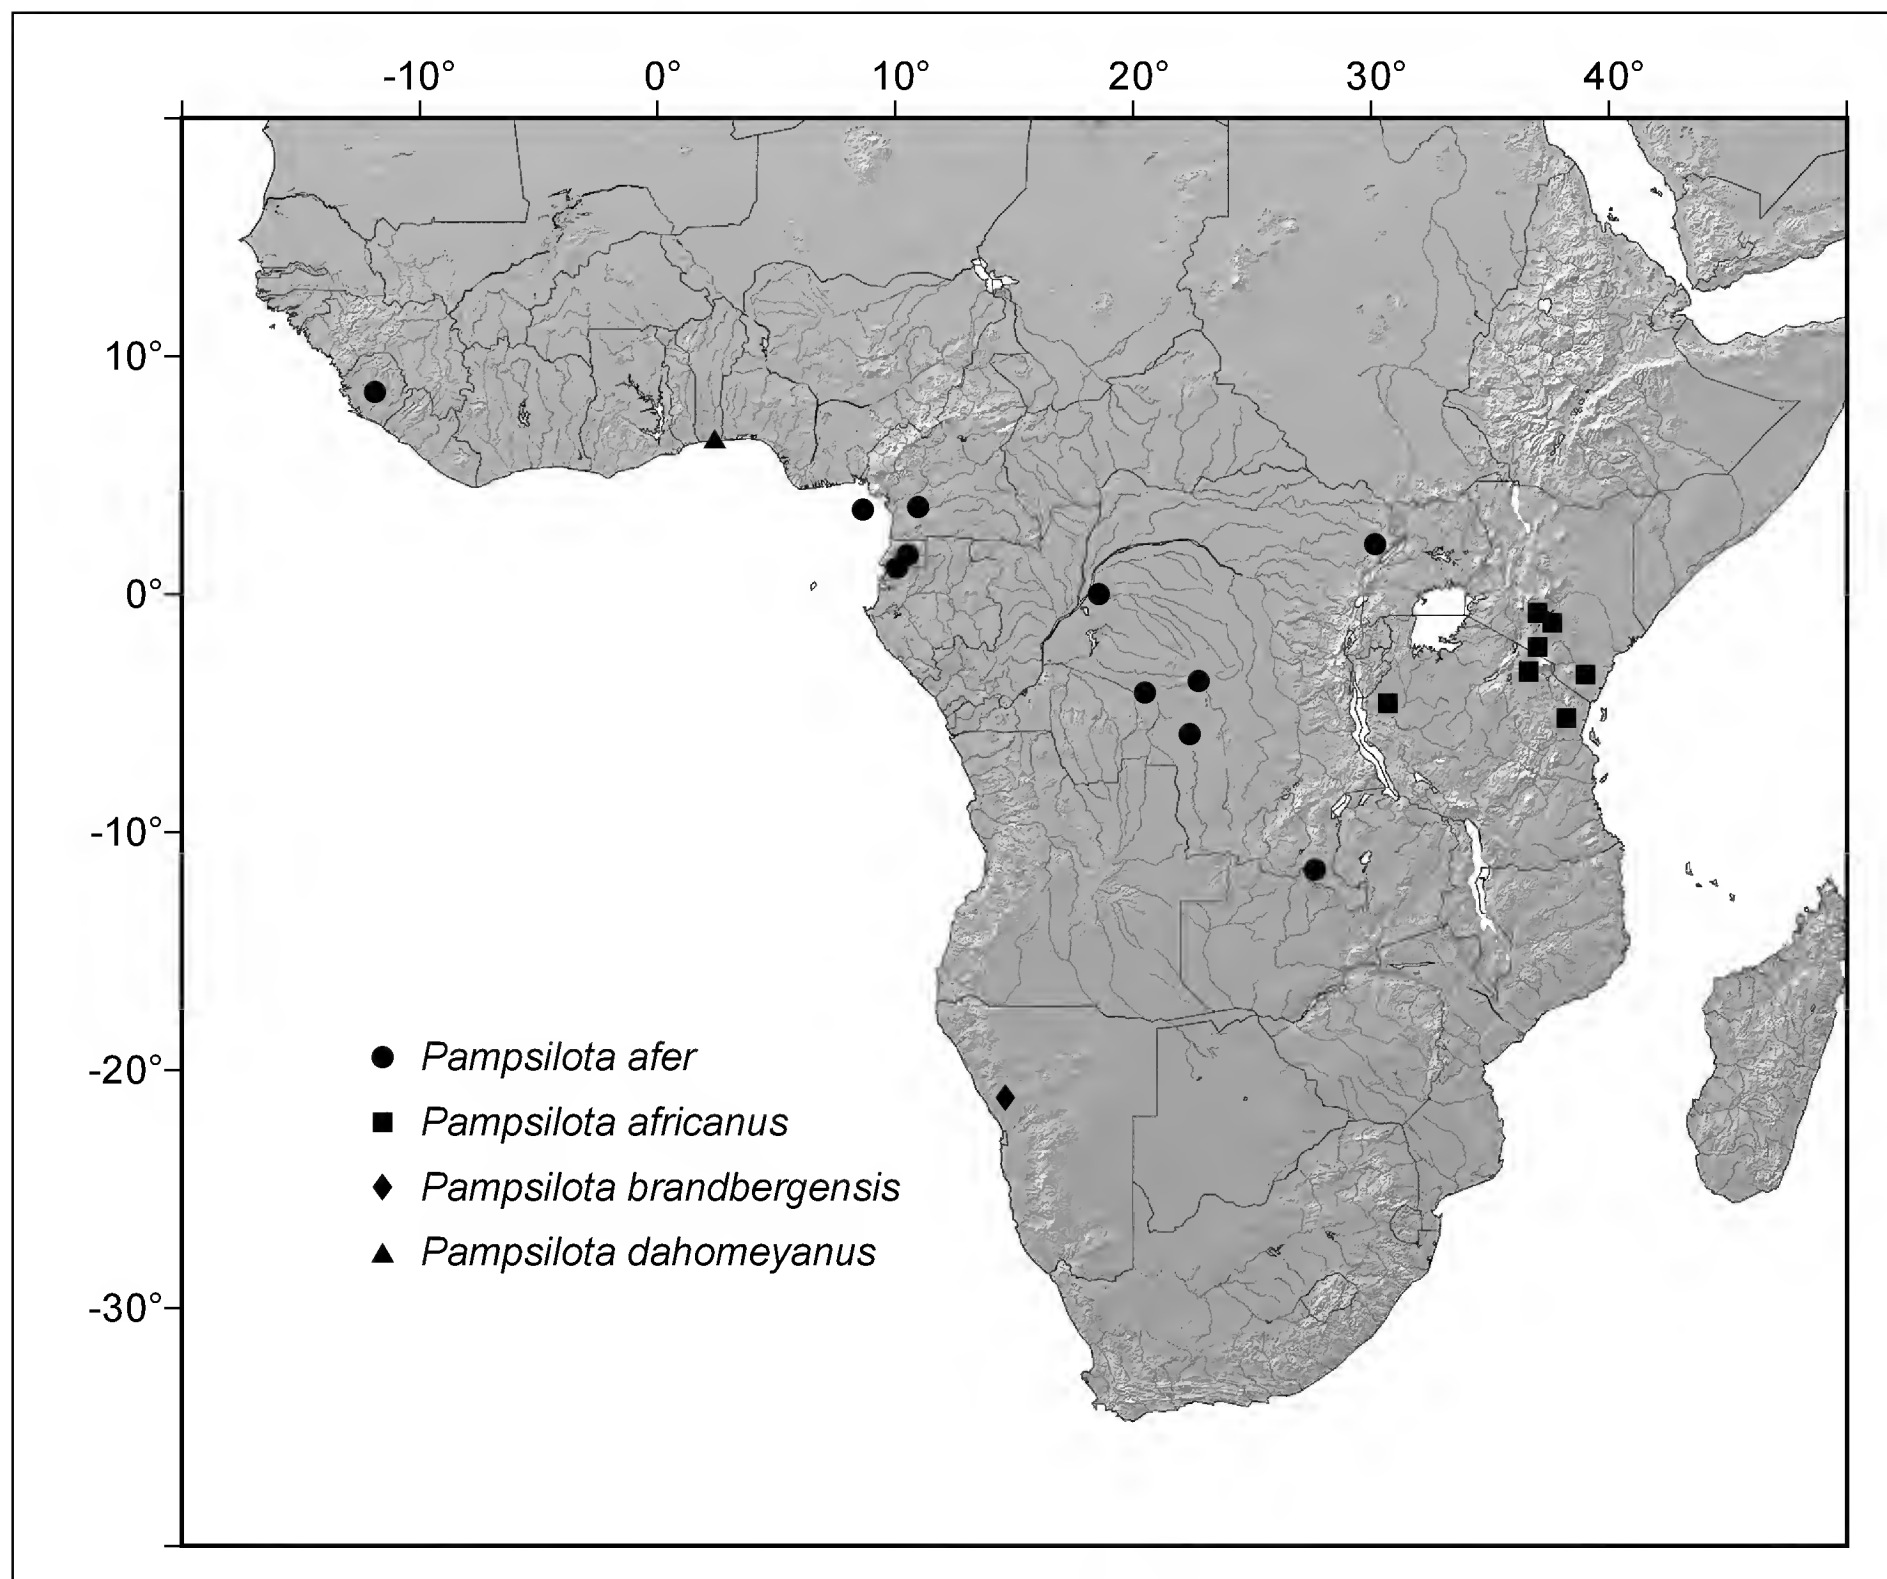 -10° 0° 10° 20° 30° 40°
10°
0°
-10°
-20°
-30°
Pampsilota afer
Pampsilota africanus
Pampsilota brandbergensis
Pampsilota dahomeyanus